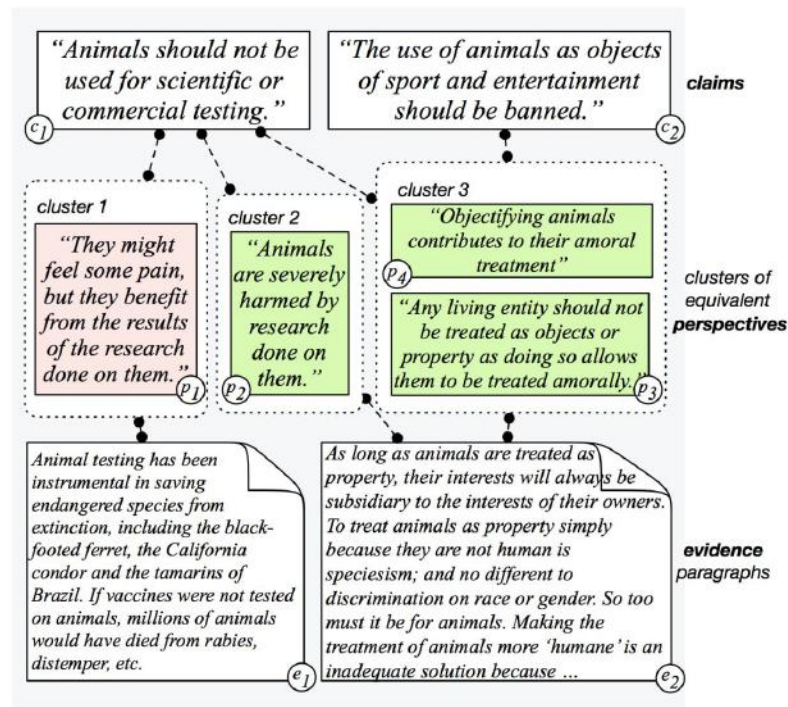 “Animals should not be
used for scientific or
commercial testing.”
c1
“The use of animals as objects
of sport and entertainment
should be banned.”
c2
claims
cluster 1
“They might
feel some pain,
but they benefit
from the results
of the research
done on them.”
p1
cluster 2
“Animals
are severely
harmed by
research
done on
them.”
p2
cluster 3
“Objectifying animals
contributes to their amoral
treatment”
p4
“Any living entity should not
be treated as objects or
property as doing so allows
them to be treated amorally.”
p3
clusters of
equivalent
perspectives
Animal testing has been
instrumental in saving
endangered species from
extinction, including the black-
footed ferret, the California
condor and the tamarins of
Brazil. If vaccines were not tested
on animals, millions of animals
would have died from rabies,
distemper, etc.
e1
As long as animals are treated as
property, their interests will always be
subsidiary to the interests of their owners.
To treat animals as property simply
because they are not human is
speciesism; and no different to
discrimination on race or gender. So too
must it be for animals. Making the
treatment of animals more ‘humane’ is an
inadequate solution because ...
e2
evidence
paragraphs